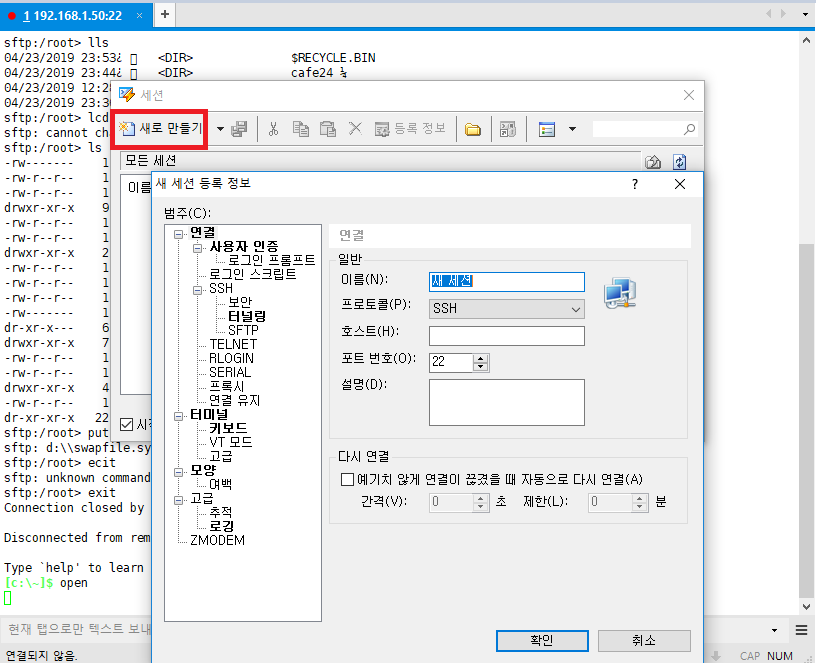 1 192.168.1.50:22
sftp:/root> lls
04/23/2019 23:53 <DIR> $RECYCLE.BIN
04/23/2019 23:44 <DIR> cafe24
04/23/2019 12:2
04/23/2019 23:3
sftp:/root> lcd
sftp: cannot ch
sftp:/root> ls
-rw------- 1
-rw-r--r-- 1
-rw-r--r-- 1
drwxr-xr-x 9
-rw-r--r-- 1
-rw-r--r-- 1
drwxr-xr-x 2
-rw-r--r-- 1
-rw-r--r-- 1
-rw-r--r-- 1
-rw------- 1
dr-xr-x--- 6
drwxr-xr-x 7
-rw-r--r-- 1
-rw-r--r-- 1
drwxr-xr-x 4
-rw-r--r-- 1
dr-xr-xr-x 22
sftp:/root> put
sftp: d:\\swapfile.sy
sftp:/root> ecit
sftp: unknown command
sftp:/root> exit
Connection closed by
Disconnected from rem
Type `help' to learn
[c:\~]$ open
세션
새로 만들기
등록 정보
모든 세션
이름
시작
새 세션 등록 정보
?
범주(C):
연결
사용자 인증
로그인 프롬프트
로그인 스크립트
SSH
보안
터널링
SFTP
TELNET
RLOGIN
SERIAL
프록시
연결 유지
터미널
키보드
VT 모드
고급
모양
여백
고급
추적
로깅
ZMODEM
연결
일반
이름(N): 새 세션
프로토콜(P): SSH
호스트(H):
포트 번호(O): 22
설명(D):
다시 연결
예기치 않게 연결이 끊겼을 때 자동으로 다시 연결(A)
간격(V): 0 초 제한(L): 0 분
확인 취소
현재 탭으로만 텍스트 보내
연결되지 않음. CAP NUM